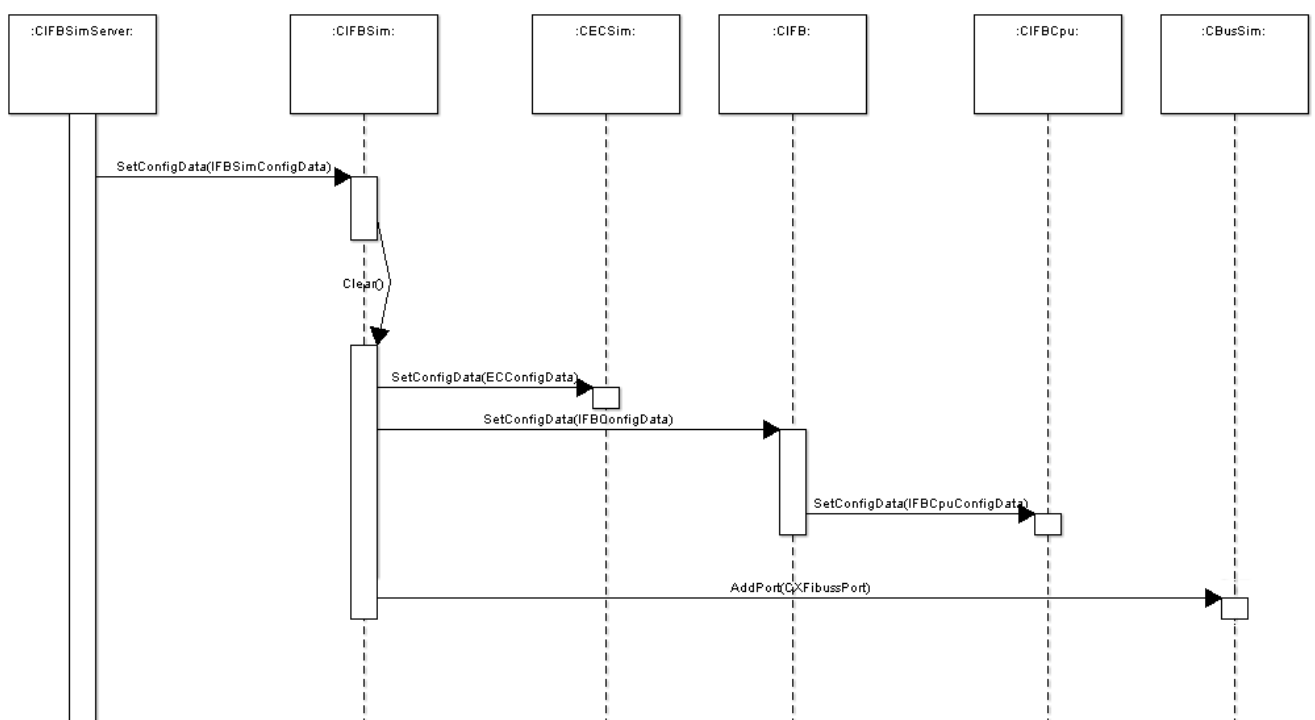 :CIFBSimServer:
:CIFBSim:
:CECSim:
:CIFB:
:CIFBCpu:
:CBusSim:
SetConfigData(IFBSimConfigData)
Clear()
SetConfigData(ECConfigData)
SetConfigData(IFBConfigData)
SetConfigData(IFBCpuConfigData)
AddPort(CXFibussPort)